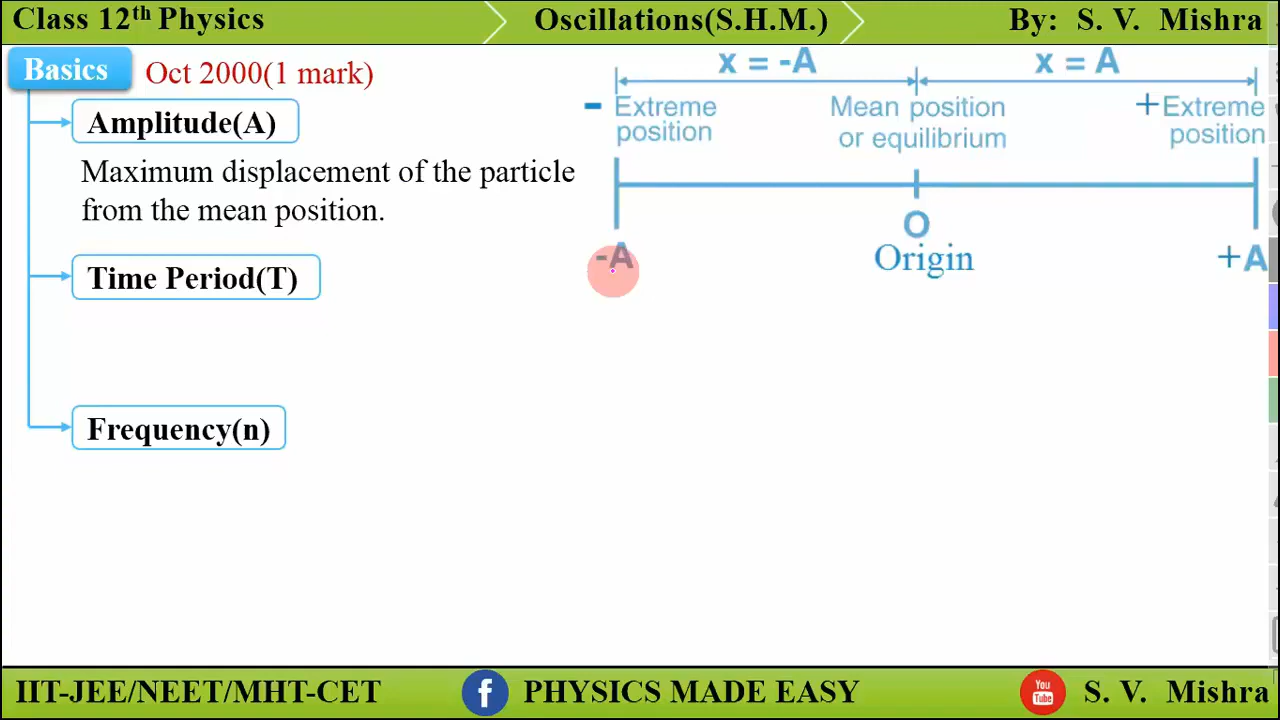 Class 12th Physics
Oscillations(S.H.M.)
By: S. V. Mishra
Basics
Oct 2000(1 mark)
Amplitude(A)
Maximum displacement of the particle
from the mean position.
Time Period(T)
Frequency(n)
x = -A
x = A
- Extreme
position
Mean position
or equilibrium
+Extreme
position
O
Origin
-A
+A
IIT-JEE/NEET/MHT-CET
f
PHYSICS MADE EASY
You
Tube
S. V. Mishra